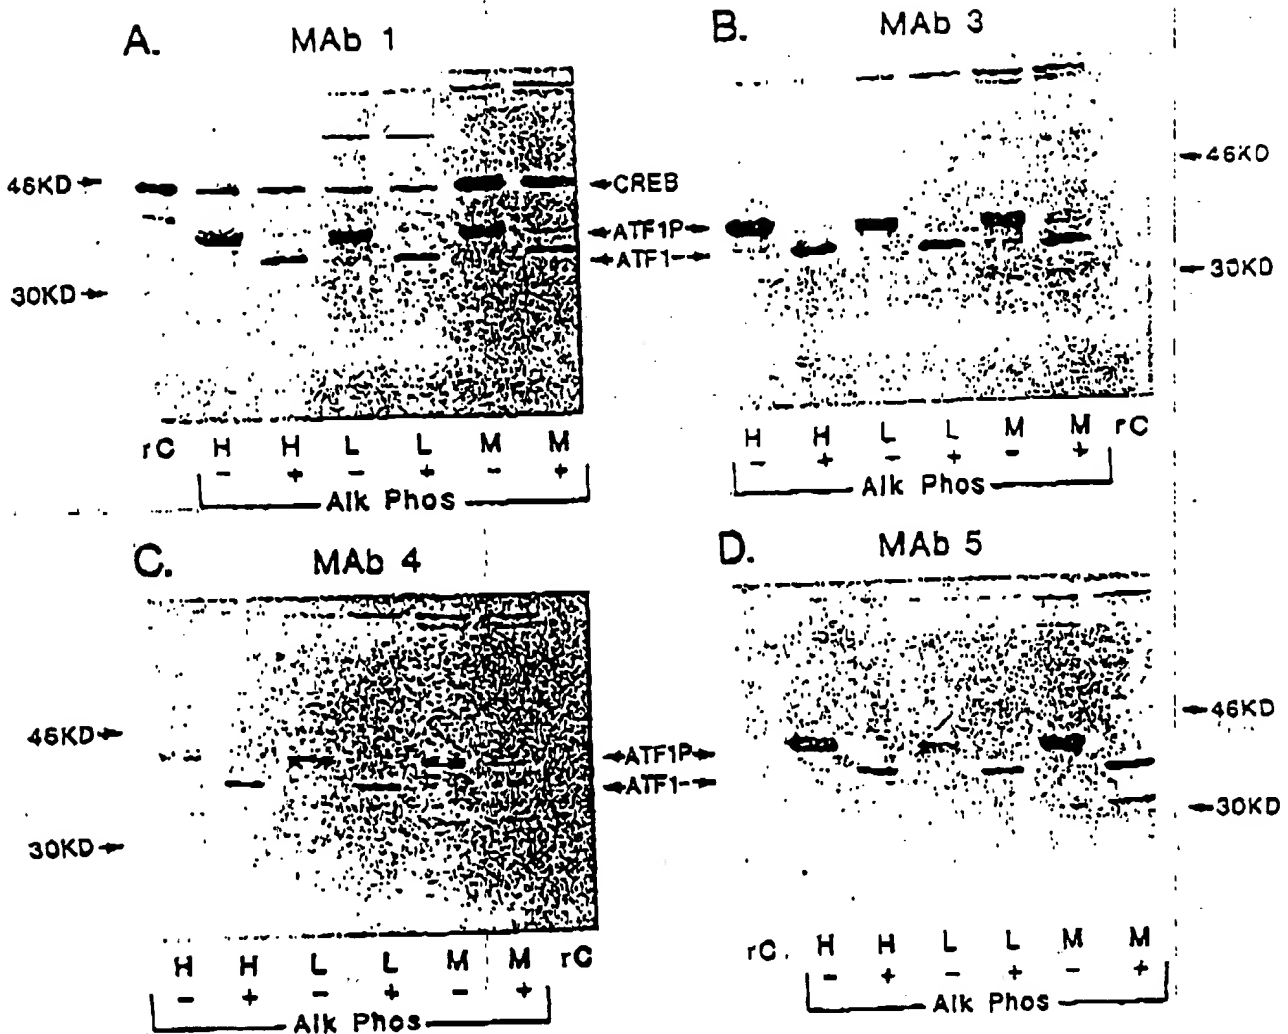 A. MAb 1
46KD
30KD
CREB
ATF1P
ATF1
rC H H L L M M
- + - + - +
Alk Phos
B. MAb 3
46KD
30KD
H H L L M M rC
- + - + - +
Alk Phos
C. MAb 4
46KD
30KD
ATF1P
ATF1
H H L L M M rC
- + - + - +
Alk Phos
D. MAb 5
46KD
30KD
rC H H L L M M
- + - + - +
Alk Phos